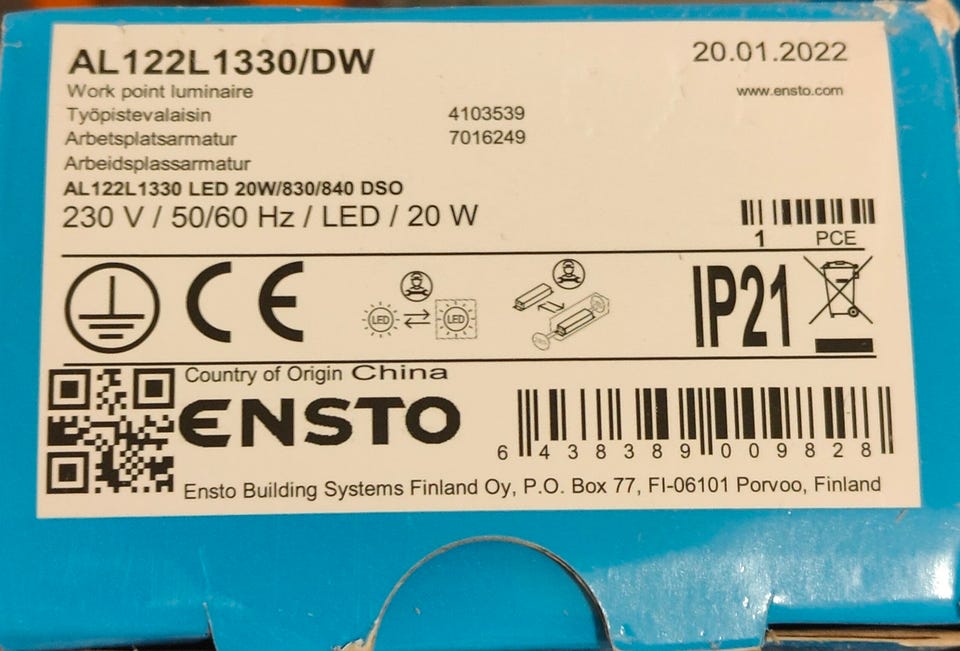 AL122L1330/DW
20.01.2022
Work point luminaire
www.ensto.com
Työpistevalaisin 4103539
Arbetsplatsarmatur 7016249
Arbeidsplassarmatur
AL122L1330 LED 20W/830/840 DSO
230 V / 50/60 Hz / LED / 20 W
1 PCE
CE
LED LED
IP21
Country of Origin China
ENSTO
6 438389 009828
Ensto Building Systems Finland Oy, P.O. Box 77, FI-06101 Porvoo, Finland